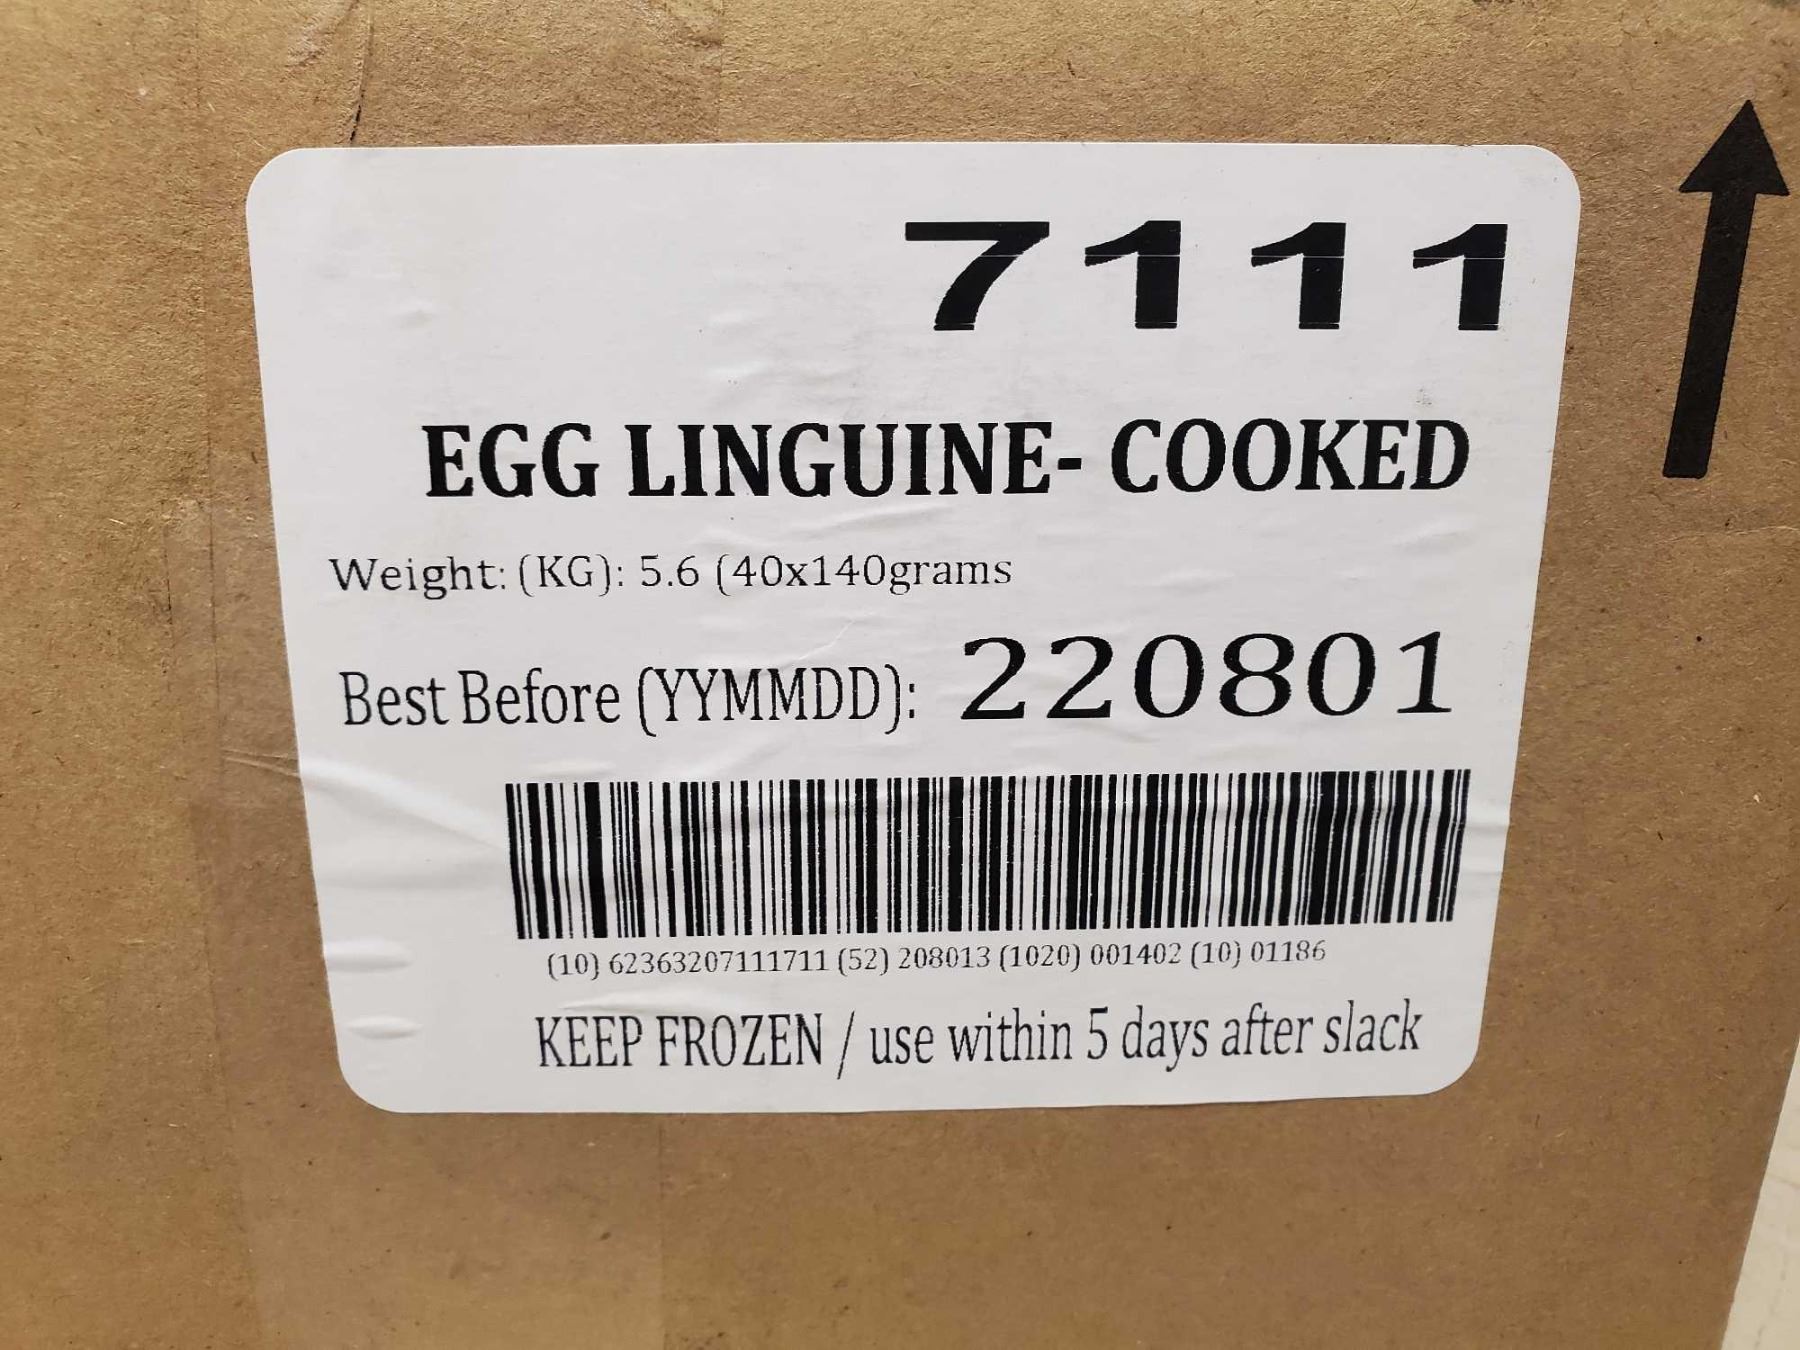 7111
EGG LINGUINE- COOKED
Weight: (KG): 5.6 (40x140grams
Best Before (YYMMDD): 220801
(10) 62363207111711 (52) 208013 (1020) 001402 (10) 01186
KEEP FROZEN / use within 5 days after slack